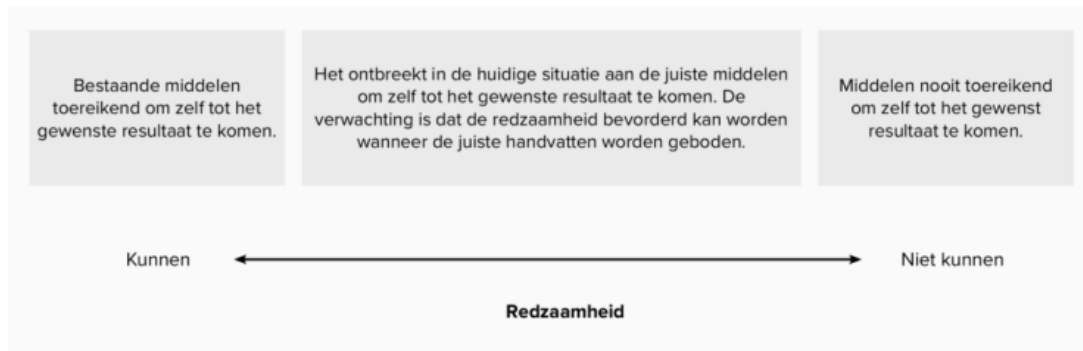 Bestaande middelen
toereikend om zelf tot het
gewenste resultaat te komen.
Het ontbreekt in de huidige situatie aan de juiste middelen
om zelf tot het gewenste resultaat te komen. De
verwachting is dat de redzaamheid bevorderd kan worden
wanneer de juiste handvatten worden geboden.
Middelen nooit toereikend
om zelf tot het gewenst
resultaat te komen.
Kunnen
Niet kunnen
Redzaamheid